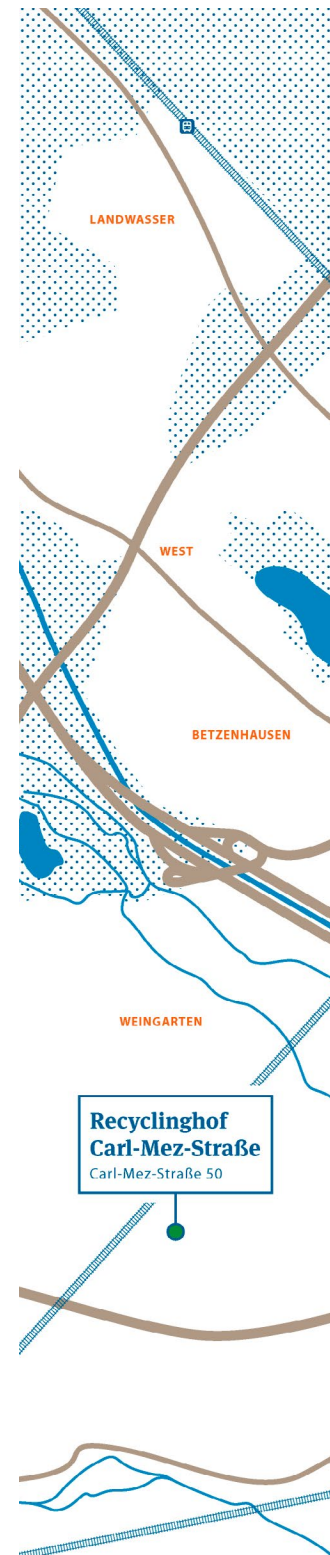 LANDWASSER
WEST
BETZENHAUSEN
WEINGARTEN
Recyclinghof
Carl-Mez-Straße
Carl-Mez-Straße 50